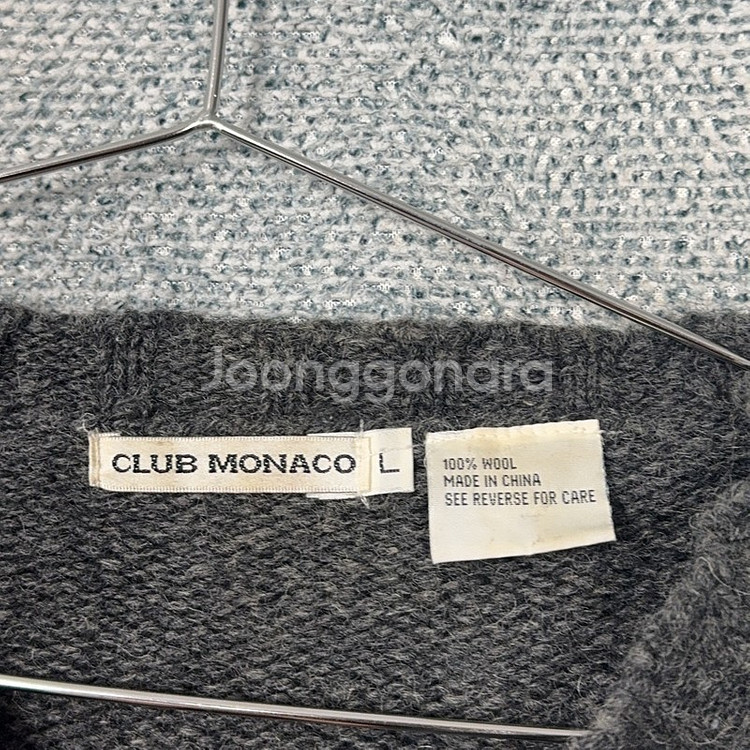 Joonggonara
CLUB MONACO L
100% WOOL
MADE IN CHINA
SEE REVERSE FOR CARE